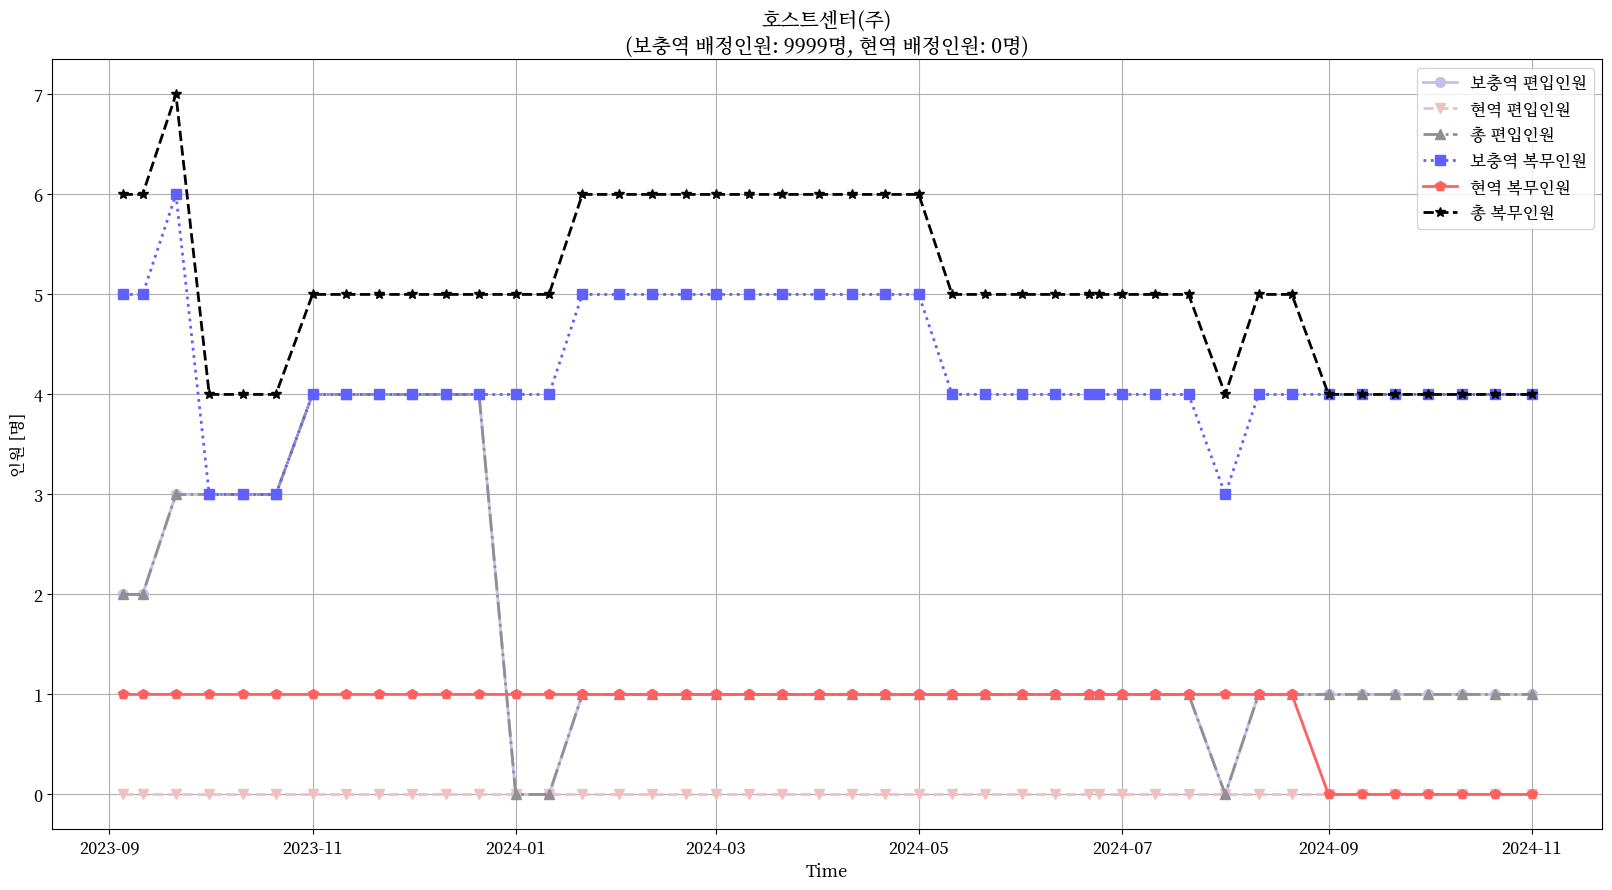 호스트센터(주)
(보충역 배정인원: 9999명, 현역 배정인원: 0명)
보충역 편입인원
현역 편입인원
총 편입인원
보충역 복무인원
현역 복무인원
총 복무인원
인원 [명]
7
6
5
4
3
2
1
0
2023-09
2023-11
2024-01
2024-03
2024-05
2024-07
2024-09
2024-11
Time